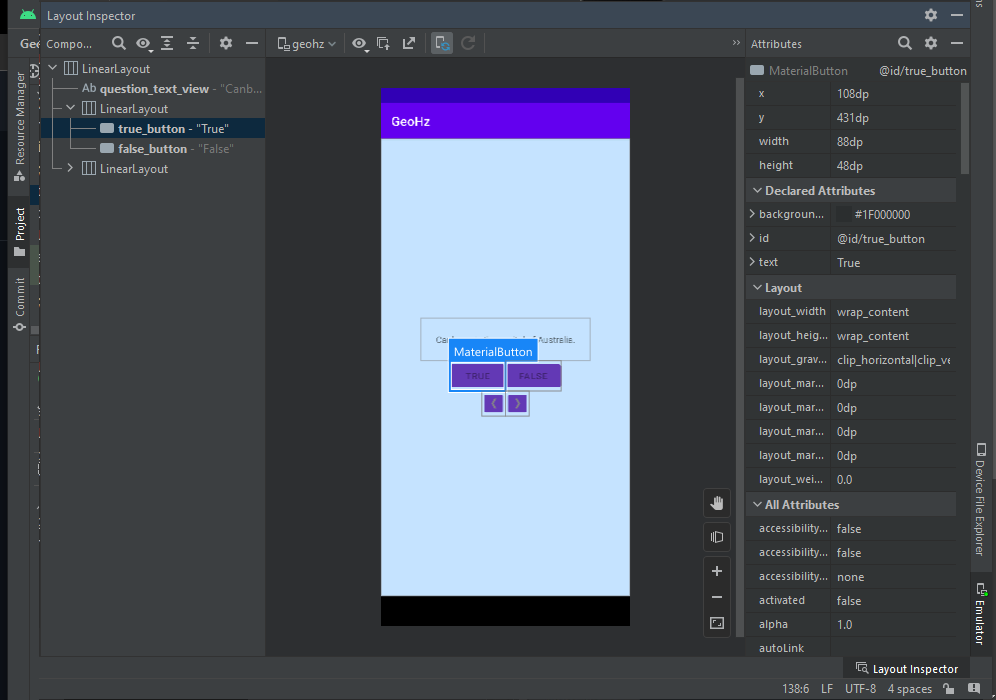 Layout Inspector
Gee
Compo...
geohz
Attributes
Resource Manager
Project
Commit
LinearLayout
Ab question_text_view - "Canb...
LinearLayout
true_button - "True"
false_button - "False"
LinearLayout
GeoHz
Australia.
MaterialButton
TRUE
FALSE
MaterialButton
@id/true_button
x 108dp
y 431dp
width 88dp
height 48dp
Declared Attributes
backgroun... #1F000000
id @id/true_button
text True
Layout
layout_width wrap_content
layout_heig... wrap_content
layout_grav... clip_horizontal|clip_ve
layout_mar... 0dp
layout_mar... 0dp
layout_mar... 0dp
layout_mar... 0dp
layout_wei... 0.0
All Attributes
accessibility... false
accessibility... false
accessibility... none
activated false
alpha 1.0
autoLink
Device File Explorer
Emulator
Layout Inspector
138:6 LF UTF-8 4 spaces